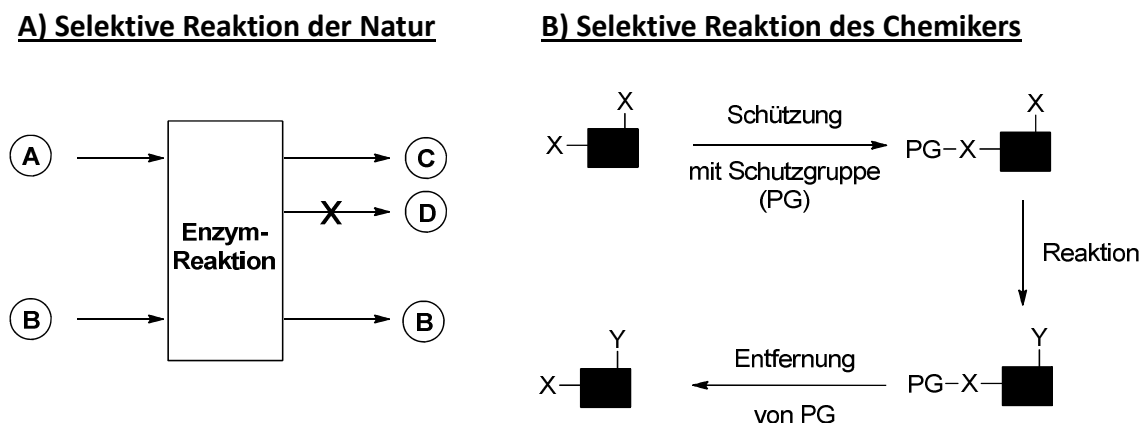 A) Selektive Reaktion der Natur
A
B
Enzym-
Reaktion
C
X
D
B
B) Selektive Reaktion des Chemikers
X
X
Schützung
mit Schutzgruppe
(PG)
X
PG–X
Reaktion
Y
PG–X
Entfernung
von PG
Y
X